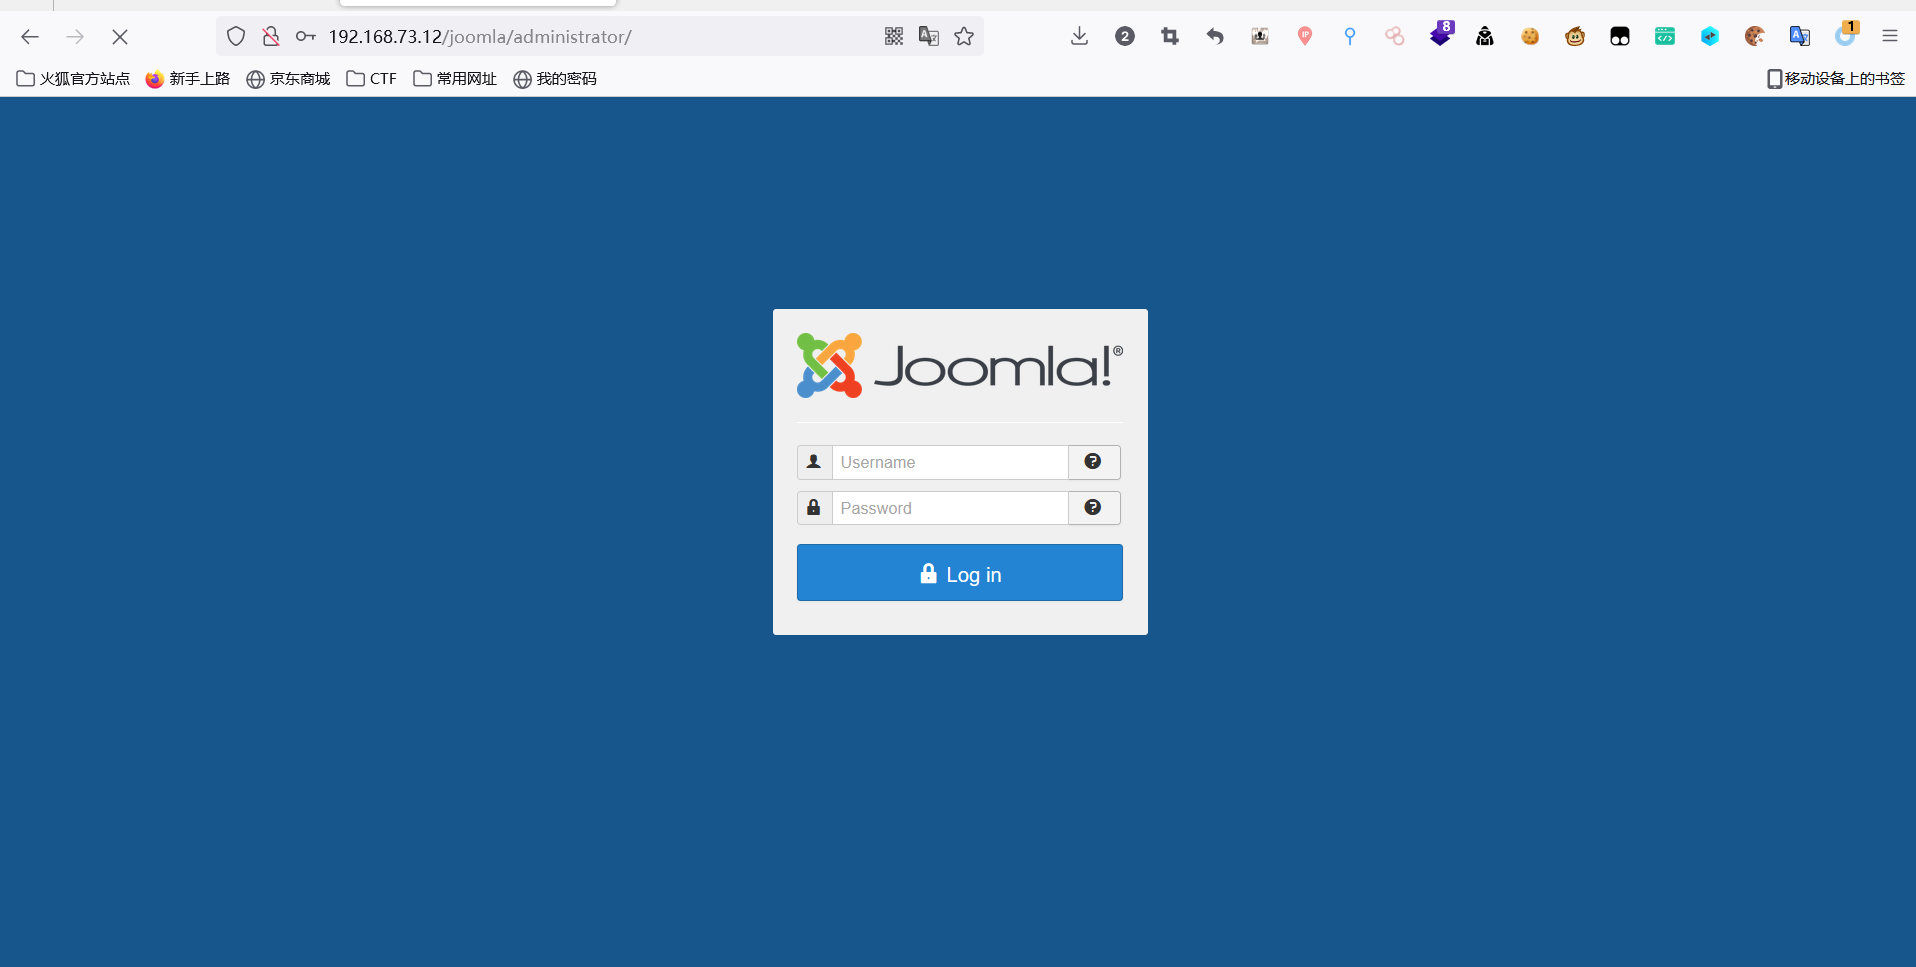 192.168.73.12/joomla/administrator/
2
8
1
火狐官方站点 新手上路 京东商城 CTF 常用网址 我的密码 移动设备上的书签
Joomla!®
Username
Password
Log in